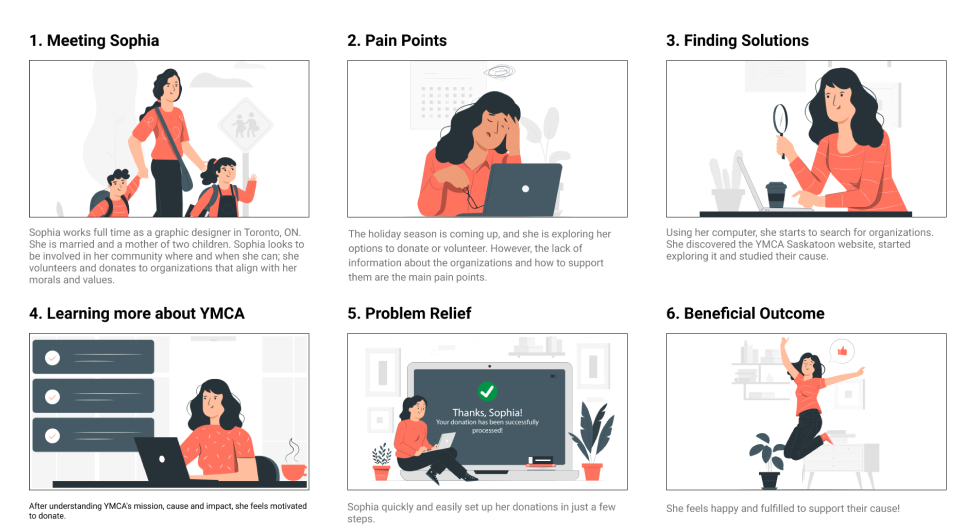 1. Meeting Sophia
Sophia works full time as a graphic designer in Toronto, ON.
She is married and a mother of two children. Sophia looks to
be involved in her community where and when she can; she
volunteers and donates to organizations that align with her
morals and values.
2. Pain Points
The holiday season is coming up, and she is exploring her
options to donate or volunteer. However, the lack of
information about the organizations and how to support
them are the main pain points.
3. Finding Solutions
Using her computer, she starts to search for organizations.
She discovered the YMCA Saskatoon website, started
exploring it and studied their cause.
4. Learning more about YMCA
After understanding YMCA's mission, cause and impact, she feels motivated
to donate.
5. Problem Relief
Thanks, Sophia!
Your donation has been successfully
processed!
Sophia quickly and easily set up her donations in just a few
steps.
6. Beneficial Outcome
She feels happy and fulfilled to support their cause!